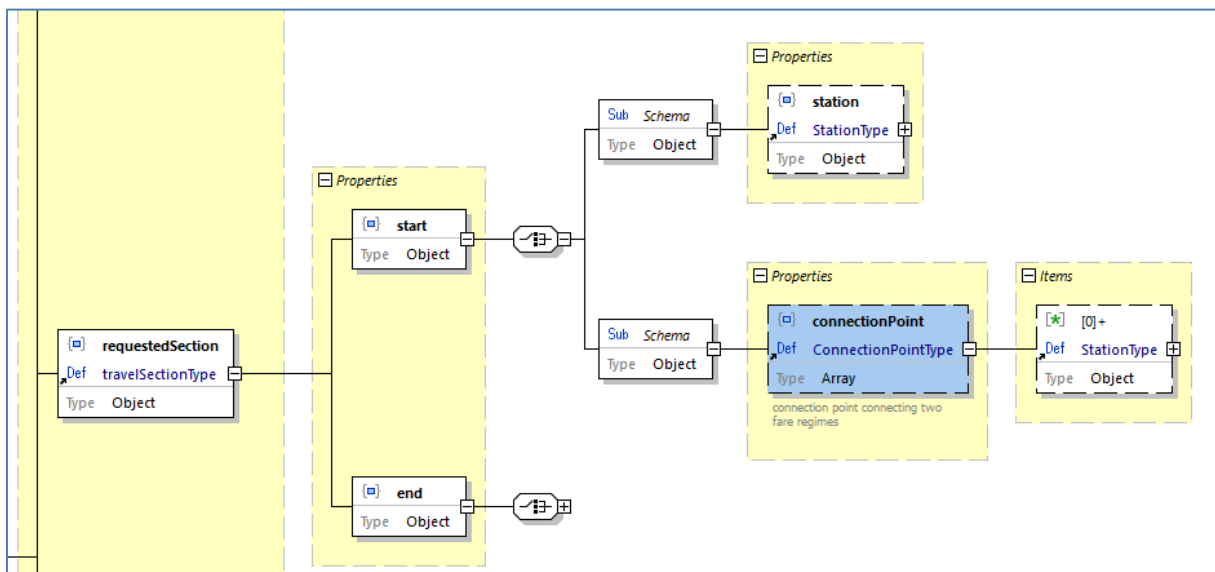 Properties
station
Def StationType
Type Object
Sub Schema
Type Object
Properties
start
Type Object
Properties
connectionPoint
Def ConnectionPointType
Type Array
connection point connecting two
fare regimes
Items
[0]+
Def StationType
Type Object
Sub Schema
Type Object
requestedSection
Def travelSectionType
Type Object
end
Type Object